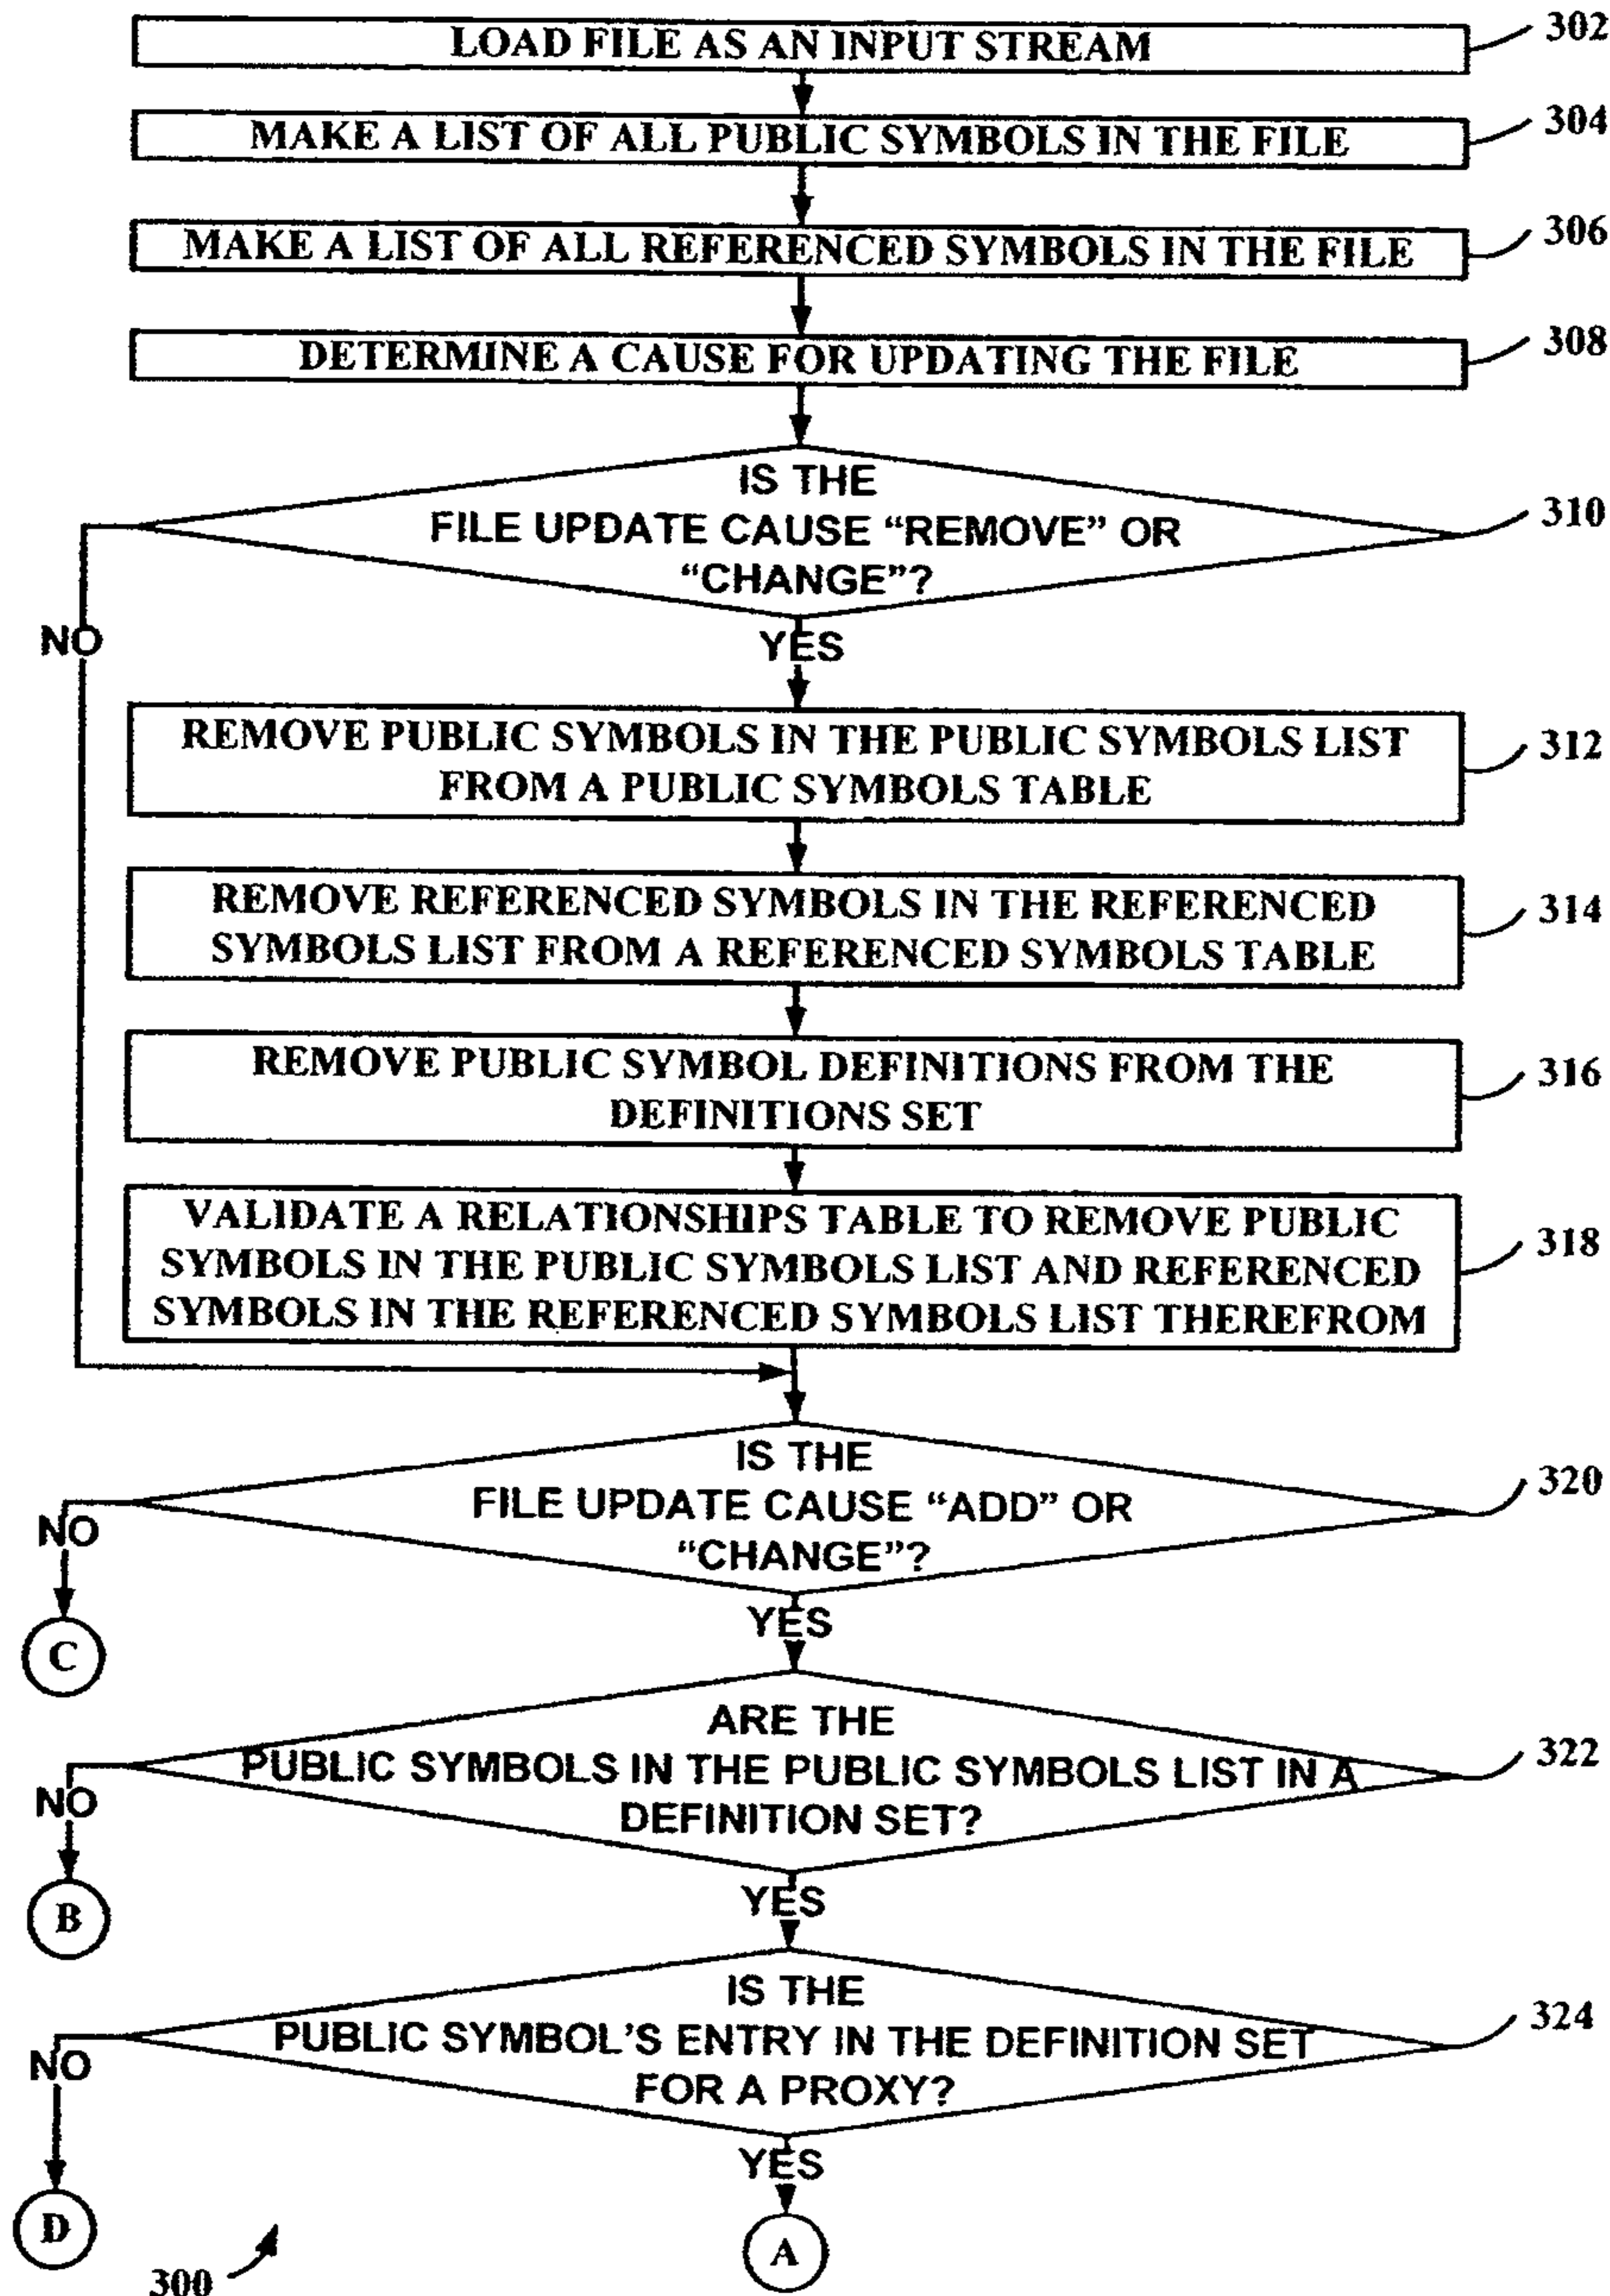 LOAD FILE AS AN INPUT STREAM
302
MAKE A LIST OF ALL PUBLIC SYMBOLS IN THE FILE
304
MAKE A LIST OF ALL REFERENCED SYMBOLS IN THE FILE
306
DETERMINE A CAUSE FOR UPDATING THE FILE
308
IS THE
FILE UPDATE CAUSE “REMOVE” OR
“CHANGE”?
310
NO
YES
REMOVE PUBLIC SYMBOLS IN THE PUBLIC SYMBOLS LIST
FROM A PUBLIC SYMBOLS TABLE
312
REMOVE REFERENCED SYMBOLS IN THE REFERENCED
SYMBOLS LIST FROM A REFERENCED SYMBOLS TABLE
314
REMOVE PUBLIC SYMBOL DEFINITIONS FROM THE
DEFINITIONS SET
316
VALIDATE A RELATIONSHIPS TABLE TO REMOVE PUBLIC
SYMBOLS IN THE PUBLIC SYMBOLS LIST AND REFERENCED
SYMBOLS IN THE REFERENCED SYMBOLS LIST THEREFROM
318
IS THE
FILE UPDATE CAUSE “ADD” OR
“CHANGE”?
320
NO
C
YES
ARE THE
PUBLIC SYMBOLS IN THE PUBLIC SYMBOLS LIST IN A
DEFINITION SET?
322
NO
B
YES
IS THE
PUBLIC SYMBOL’S ENTRY IN THE DEFINITION SET
FOR A PROXY?
324
NO
D
YES
A
300